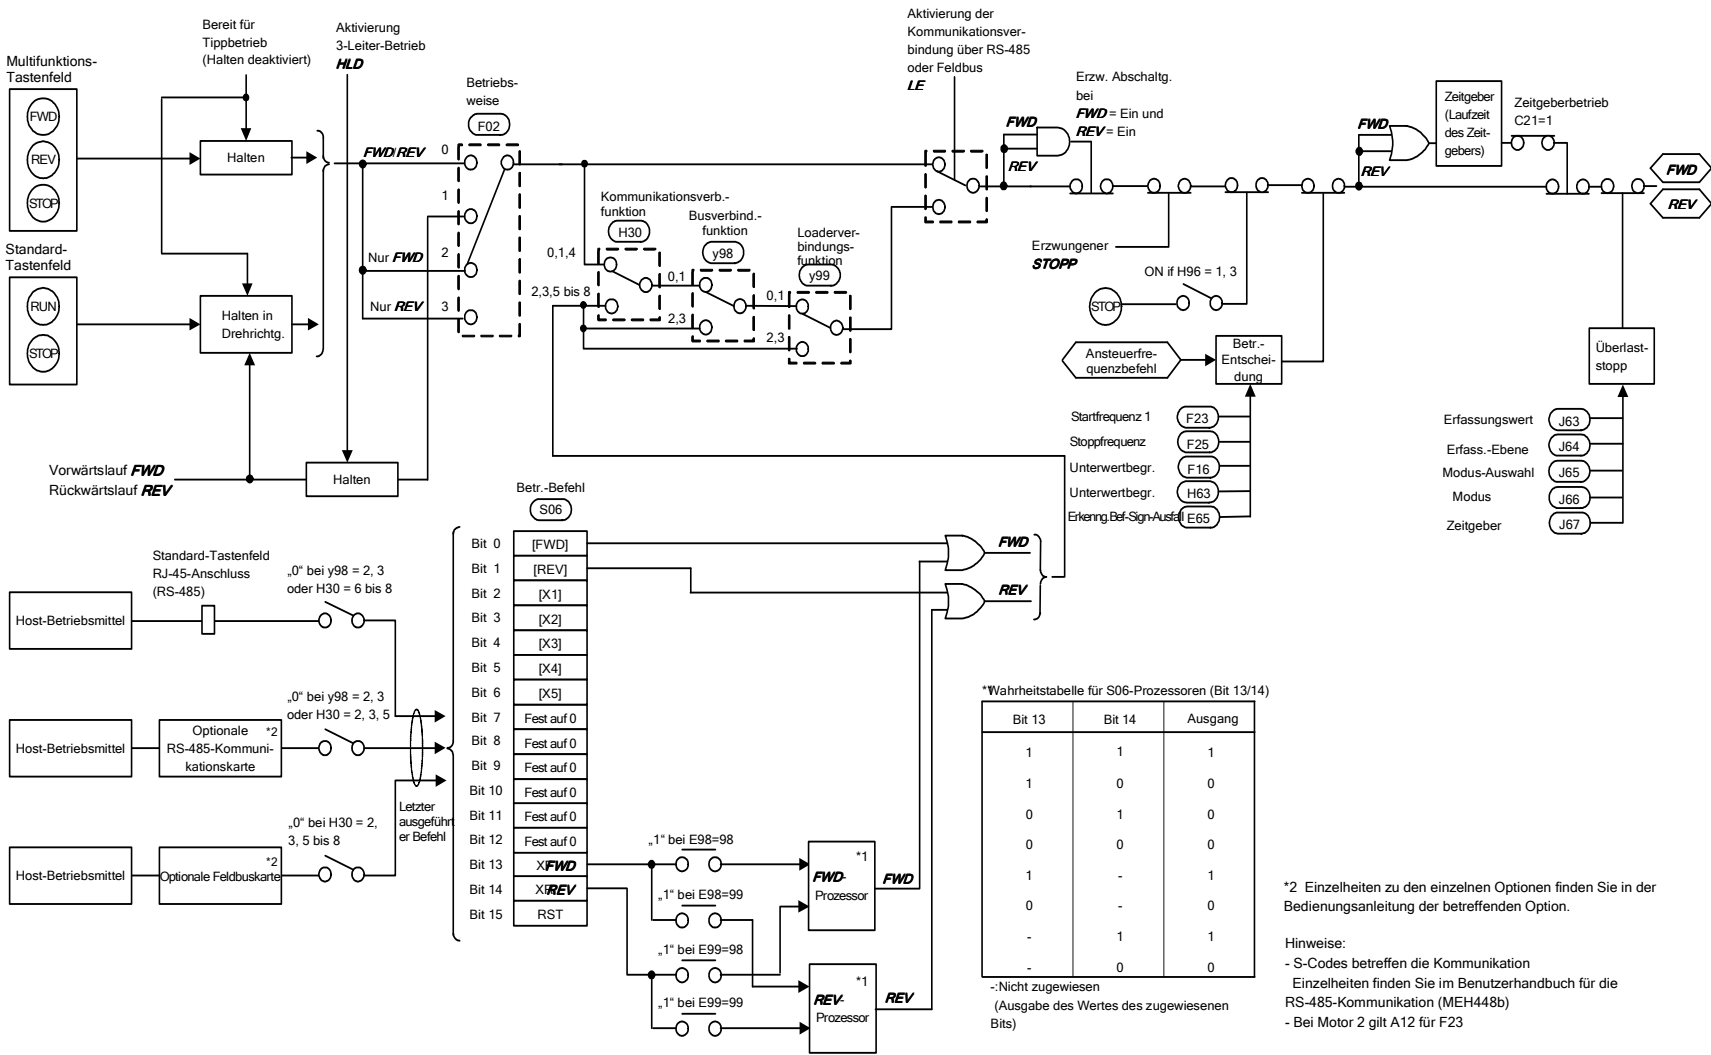 Bereit für
Tippbetrieb
(Halten deaktiviert)
Aktivierung
3-Leiter-Betrieb
HLD
Multifunktions-
Tastenfeld
FWD
REV
STOP
Halten
Standard-
Tastenfeld
RUN
STOP
Halten in
Drehrichtg.
Vorwärtslauf FWD
Rückwärtslauf REV
Halten
Betriebs-
weise
F02
FWD/REV 0
1
Nur FWD 2
Nur REV 3
Kommunikationsverb.-
funktion
H30
0,1,4
2,3,5 bis 8
Busverbind.-
funktion
y98
0,1
2,3
Loaderver-
bindungs-
funktion
y99
0,1
2,3
Aktivierung der
Kommunikationsver-
bindung über RS-485
oder Feldbus
LE
Erzw. Abschaltg.
bei
FWD = Ein und
REV = Ein
FWD
REV
Erzwungener
STOPP
ON if H96 = 1, 3
STOP
Ansteuerfre-
quenzbefehl
Betr.-
Entschei-
dung
Startfrequenz 1 F23
Stoppfrequenz F25
Unterwertbegr. F16
Unterwertbegr. H63
Erkenng.Bef-Sign-Ausfall E65
FWD
REV
Zeitgeber
(Laufzeit
des Zeit-
gebers)
Zeitgeberbetrieb
C21=1
FWD
REV
Überlast-
stopp
Erfassungswert J63
Erfass.-Ebene J64
Modus-Auswahl J65
Modus J66
Zeitgeber J67
Betr.-Befehl
S06
Bit 0 [FWD]
Bit 1 [REV]
Bit 2 [X1]
Bit 3 [X2]
Bit 4 [X3]
Bit 5 [X4]
Bit 6 [X5]
Bit 7 Fest auf 0
Bit 8 Fest auf 0
Bit 9 Fest auf 0
Bit 10 Fest auf 0
Bit 11 Fest auf 0
Bit 12 Fest auf 0
Bit 13 XFWD
Bit 14 XREV
Bit 15 RST
FWD
REV
Standard-Tastenfeld
RJ-45-Anschluss
(RS-485)
„0“ bei y98 = 2, 3
oder H30 = 6 bis 8
Host-Betriebsmittel
„0“ bei y98 = 2, 3
oder H30 = 2, 3, 5
Host-Betriebsmittel
Optionale *2
RS-485-Kommuni-
kationskarte
„0“ bei H30 = 2,
3, 5 bis 8
Host-Betriebsmittel
*2
Optionale Feldbuskarte
Letzter
ausgeführt
er Befehl
„1“ bei E98=98
„1“ bei E98=99
„1“ bei E99=98
„1“ bei E99=99
*1
FWD-
Prozessor
FWD
*1
REV-
Prozessor
REV
*1Wahrheitstabelle für S06-Prozessoren (Bit 13/14)
Bit 13 Bit 14 Ausgang
1 1 1
1 0 0
0 1 0
0 0 0
1 - 1
0 - 0
- 1 1
- 0 0
-:Nicht zugewiesen
(Ausgabe des Wertes des zugewiesenen
Bits)
*2 Einzelheiten zu den einzelnen Optionen finden Sie in der
Bedienungsanleitung der betreffenden Option.
Hinweise:
- S-Codes betreffen die Kommunikation
Einzelheiten finden Sie im Benutzerhandbuch für die
RS-485-Kommunikation (MEH448b)
- Bei Motor 2 gilt A12 für F23